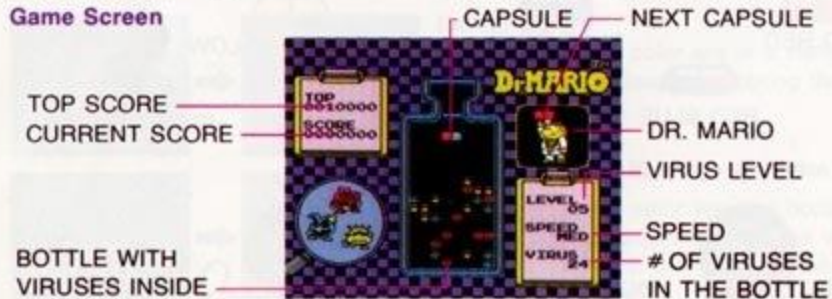 Game Screen
CAPSULE
NEXT CAPSULE
Dr. MARIO
TM
TOP
0010000
SCORE
0000000
TOP SCORE
CURRENT SCORE
DR. MARIO
VIRUS LEVEL
LEVEL
05
SPEED
MED
VIRUS
24
SPEED
# OF VIRUSES
IN THE BOTTLE
BOTTLE WITH
VIRUSES INSIDE